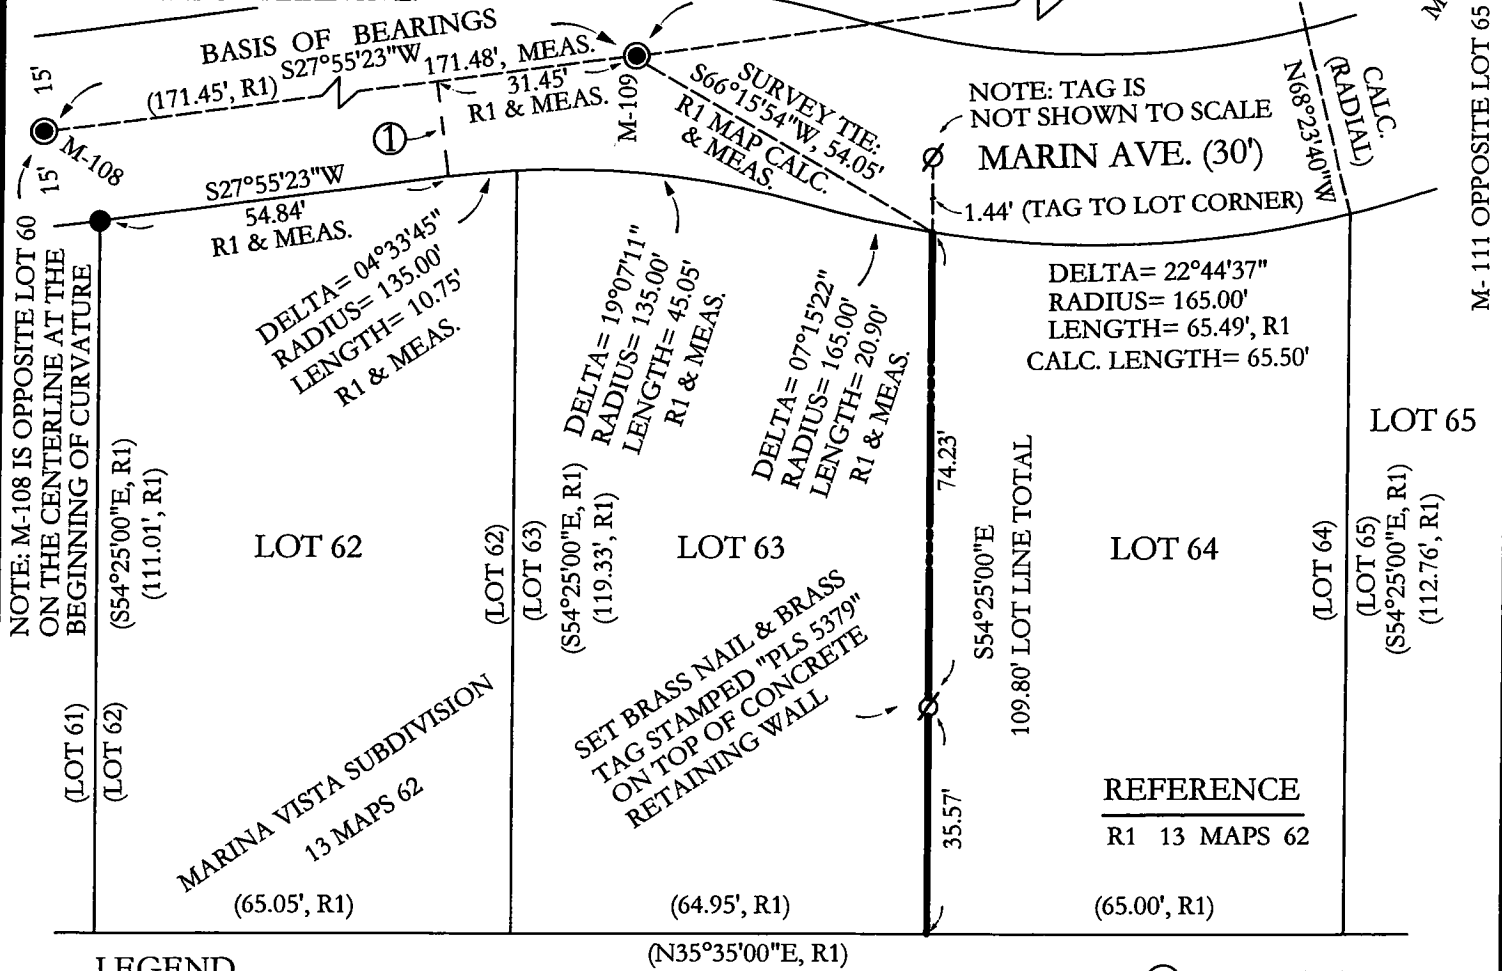 BASIS OF BEARINGS
S27°55'23"W 171.48', MEAS.
(171.45', R1)
31.45'
R1 & MEAS.
M-109
15'
M-108
15'
1
SURVEY TIE:
S66°15'54"W, 54.05'
R1 MAP CALC.
& MEAS.
NOTE: TAG IS
NOT SHOWN TO SCALE
MARIN AVE. (30')
1.44' (TAG TO LOT CORNER)
N68°23'40"W
(RADIAL)
CALC.
M- 111 OPPOSITE LOT 65
S27°55'23"W
54.84'
R1 & MEAS.
NOTE: M-108 IS OPPOSITE LOT 60
ON THE CENTERLINE AT THE
BEGINNING OF CURVATURE
DELTA= 04°33'45"
RADIUS= 135.00'
LENGTH= 10.75'
R1 & MEAS.
DELTA= 19°07'11"
RADIUS= 135.00'
LENGTH= 45.05'
R1 & MEAS.
DELTA= 07°15'22"
RADIUS= 165.00'
LENGTH= 20.90'
R1 & MEAS.
DELTA= 22°44'37"
RADIUS= 165.00'
LENGTH= 65.49', R1
CALC. LENGTH= 65.50'
LOT 65
(S54°25'00"E, R1)
(111.01', R1)
LOT 62
(LOT 62)
(LOT 63)
(S54°25'00"E, R1)
(119.33', R1)
LOT 63
74.23'
S54°25'00"E
109.80' LOT LINE TOTAL
LOT 64
(LOT 64)
(LOT 65)
(S54°25'00"E, R1)
(112.76', R1)
SET BRASS NAIL & BRASS
TAG STAMPED "PLS 5379"
ON TOP OF CONCRETE
RETAINING WALL
(LOT 61)
(LOT 62)
MARINA VISTA SUBDIVISION
13 MAPS 62
35.57'
REFERENCE
R1 13 MAPS 62
(65.05', R1)
(64.95', R1)
(65.00', R1)
(N35°35'00"E, R1)
LEGEND